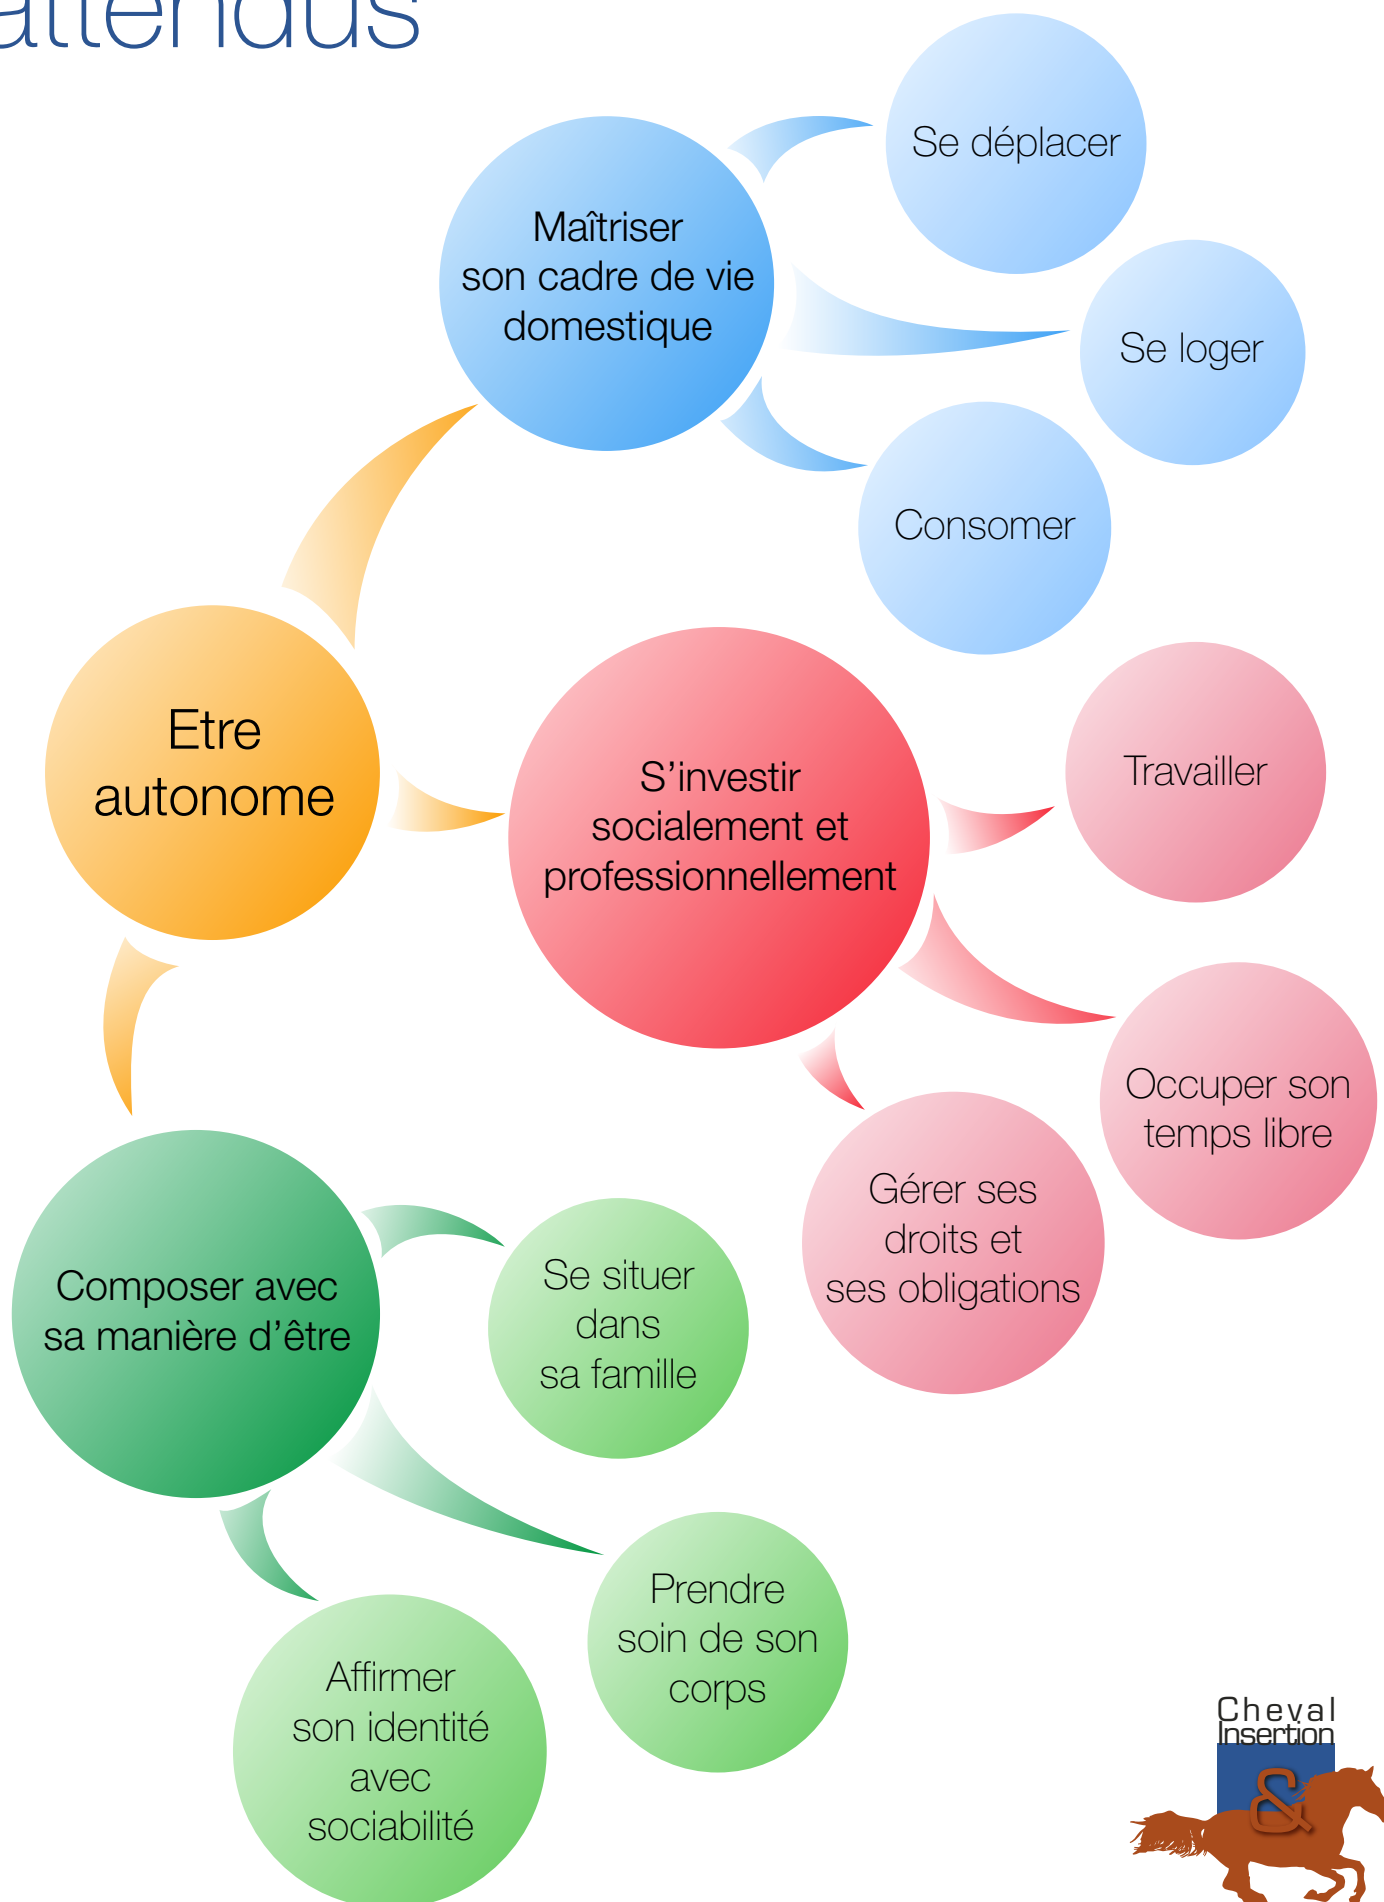 attendus
Se déplacer
Maîtriser
son cadre de vie
domestique
Se loger
Consomer
Etre
autonome
S’investir
socialement et
professionnellement
Travailler
Occuper son
temps libre
Gérer ses
droits et
ses obligations
Composer avec
sa manière d’être
Se situer
dans
sa famille
Prendre
soin de son
corps
Affirmer
son identité
avec
sociabilité
Cheval
Insertion
&